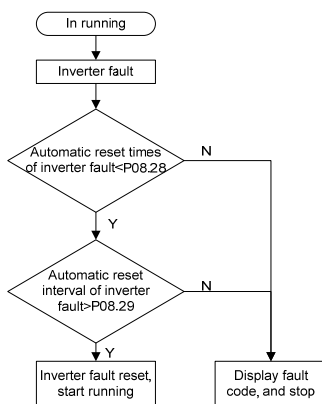 In running
Inverter fault
Automatic reset times
of inverter fault<P08.28
N
Y
Automatic reset
interval of inverter
fault>P08.29
N
Y
Inverter fault reset,
start running
Display fault
code, and stop